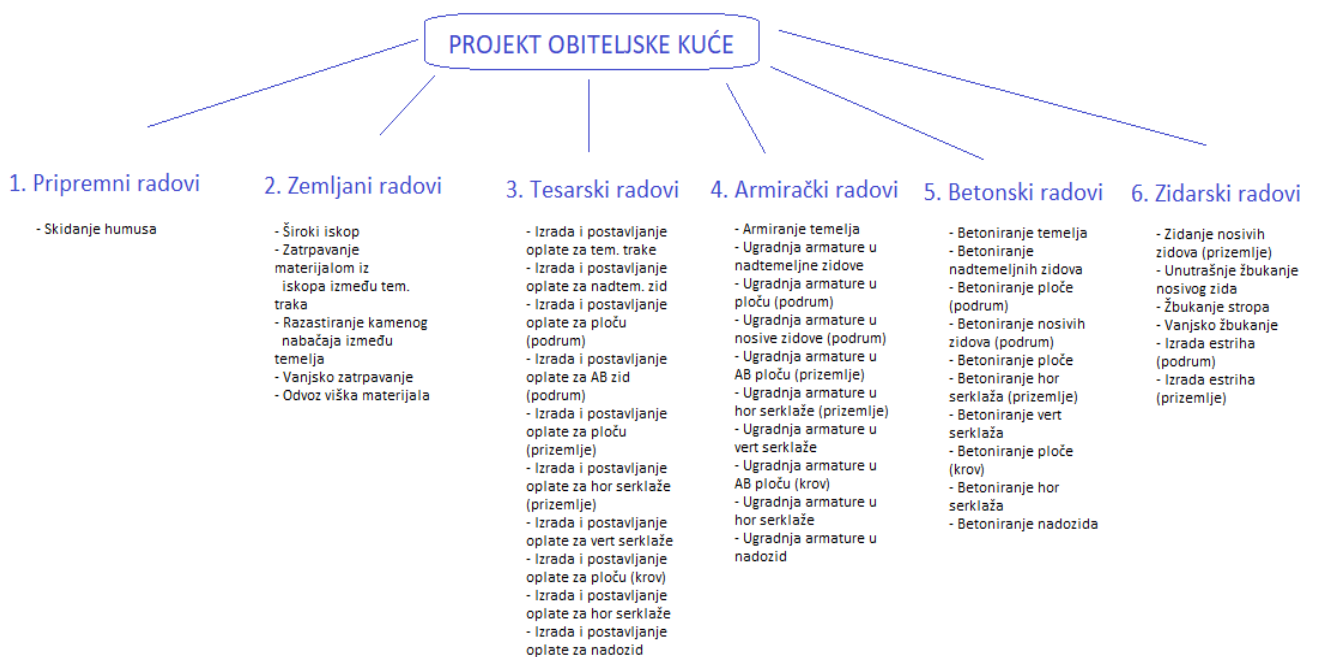 PROJEKT OBITELJSKE KUĆE
1. Pripremni radovi
- Skidanje humusa
2. Zemljani radovi
- Široki iskop
- Zatrpavanje
materijalom iz
iskopa između tem.
traka
- Razastiranje kamenog
nabačaja između
temelja
- Vanjsko zatrpavanje
- Odvoz viška materijala
3. Tesarski radovi
- Izrada i postavljanje
oplate za tem. trake
- Izrada i postavljanje
oplate za nadtem. zid
- Izrada i postavljanje
oplate za ploču
(podrum)
- Izrada i postavljanje
oplate za AB zid
(podrum)
- Izrada i postavljanje
oplate za ploču
(prizemlje)
- Izrada i postavljanje
oplate za hor serklaže
(prizemlje)
- Izrada i postavljanje
oplate za vert serklaže
- Izrada i postavljanje
oplate za ploču (krov)
- Izrada i postavljanje
oplate za hor serklaže
- Izrada i postavljanje
oplate za nadozid
4. Armirački radovi
- Armiranje temelja
- Ugradnja armature u
nadtemeljne zidove
- Ugradnja armature u
ploču (podrum)
- Ugradnja armature u
nosive zidove (podrum)
- Ugradnja armature u
AB ploču (prizemlje)
- Ugradnja armature u
hor serklaže (prizemlje)
- Ugradnja armature u
vert serklaže
- Ugradnja armature u
AB ploču (krov)
- Ugradnja armature u
hor serklaže
- Ugradnja armature u
nadozid
5. Betonski radovi
- Betoniranje temelja
- Betoniranje
nadtemeljnih zidova
- Betoniranje ploče
(podrum)
- Betoniranje nosivih
zidova (podrum)
- Betoniranje ploče
- Betoniranje hor
serklaža (prizemlje)
- Betoniranje vert
serklaža
- Betoniranje ploče
(krov)
- Betoniranje hor
serklaža
- Betoniranje nadozida
6. Zidarski radovi
- Zidanje nosivih
zidova (prizemlje)
- Unutrašnje žbukanje
nosivog zida
- Žbukanje stropa
- Vanjsko žbukanje
- Izrada estriha
(podrum)
- Izrada estriha
(prizemlje)